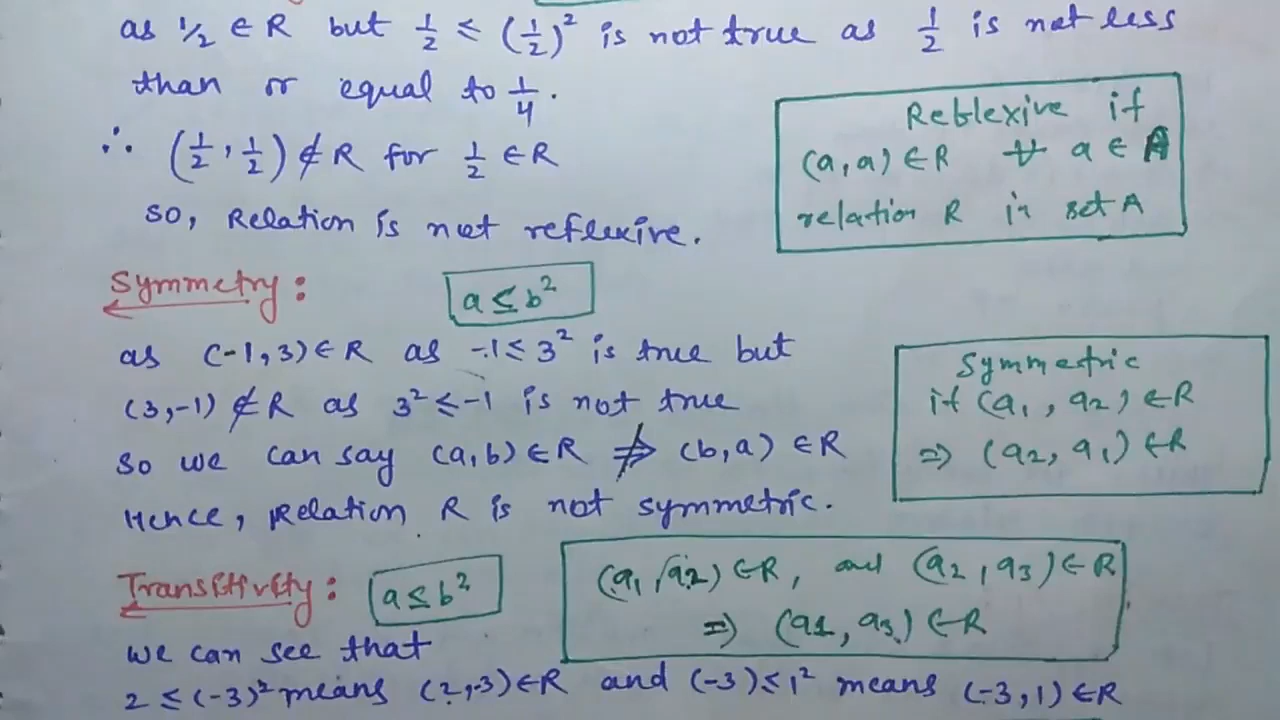 as 1/2 ∈ R but 1/2 ≤ (1/2)² is not true as 1/2 is not less
than or equal to 1/4.
∴ (1/2, 1/2) ∉ R for 1/2 ∈ R
so, Relation is not reflexive.
Reflexive if
(a, a) ∈ R ∀ a ∈ A
relation R in set A
Symmetry:
a ≤ b²
as (-1, 3) ∈ R as -1 ≤ 3² is true but
(3, -1) ∉ R as 3² ≤ -1 is not true
so we can say (a, b) ∈ R ⇏ (b, a) ∈ R
Hence, Relation R is not symmetric.
Symmetric
if (a₁, a₂) ∈ R
⇒ (a₂, a₁) ∈ R
Transitivity:
a ≤ b²
(a₁, a₂) ∈ R, and (a₂, a₃) ∈ R
⇒ (a1, a₃) ∈ R
we can see that
2 ≤ (-3)² means (2, -3) ∈ R and (-3) ≤ 1² means (-3, 1) ∈ R